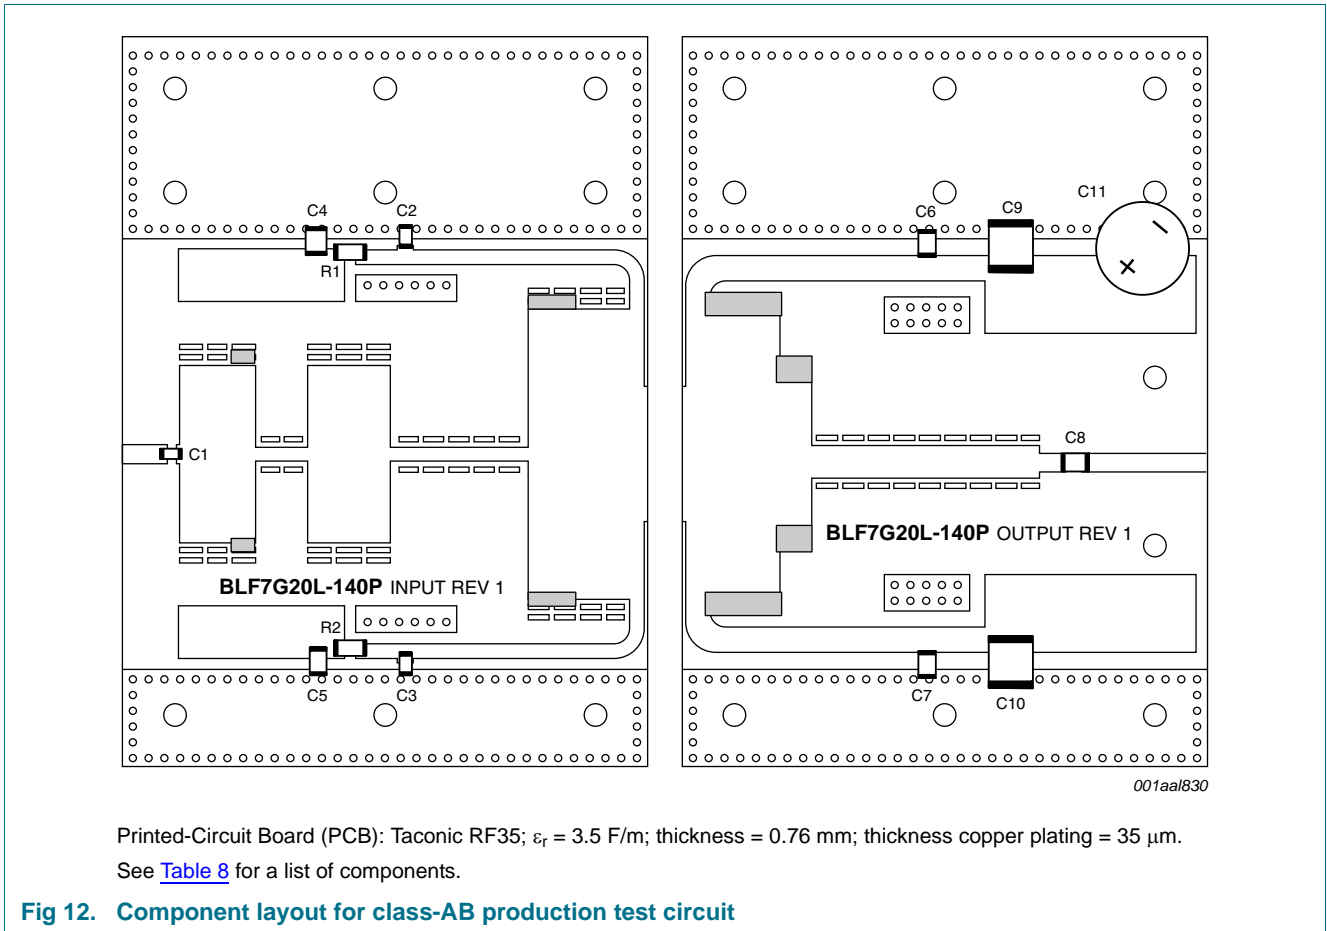 C4
C2
R1
C6
C9
C11
C1
C8
BLF7G20L-140P OUTPUT REV 1
BLF7G20L-140P INPUT REV 1
R2
C5
C3
C7
C10
001aal830
Printed-Circuit Board (PCB): Taconic RF35; εr = 3.5 F/m; thickness = 0.76 mm; thickness copper plating = 35 μm.
See Table 8 for a list of components.
Fig 12. Component layout for class-AB production test circuit